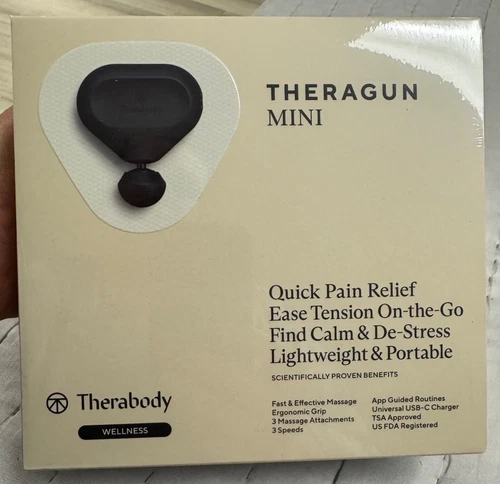 Therabody
THERAGUN
MINI
Quick Pain Relief
Ease Tension On-the-Go
Find Calm & De-Stress
Lightweight & Portable
SCIENTIFICALLY PROVEN BENEFITS
Fast & Effective Massage
Ergonomic Grip
3 Massage Attachments
3 Speeds
App Guided Routines
Universal USB-C Charger
TSA Approved
US FDA Registered
Therabody
WELLNESS